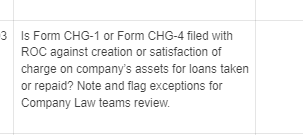 3 Is Form CHG-1 or Form CHG-4 filed with
ROC against creation or satisfaction of
charge on company's assets for loans taken
or repaid? Note and flag exceptions for
Company Law teams review.